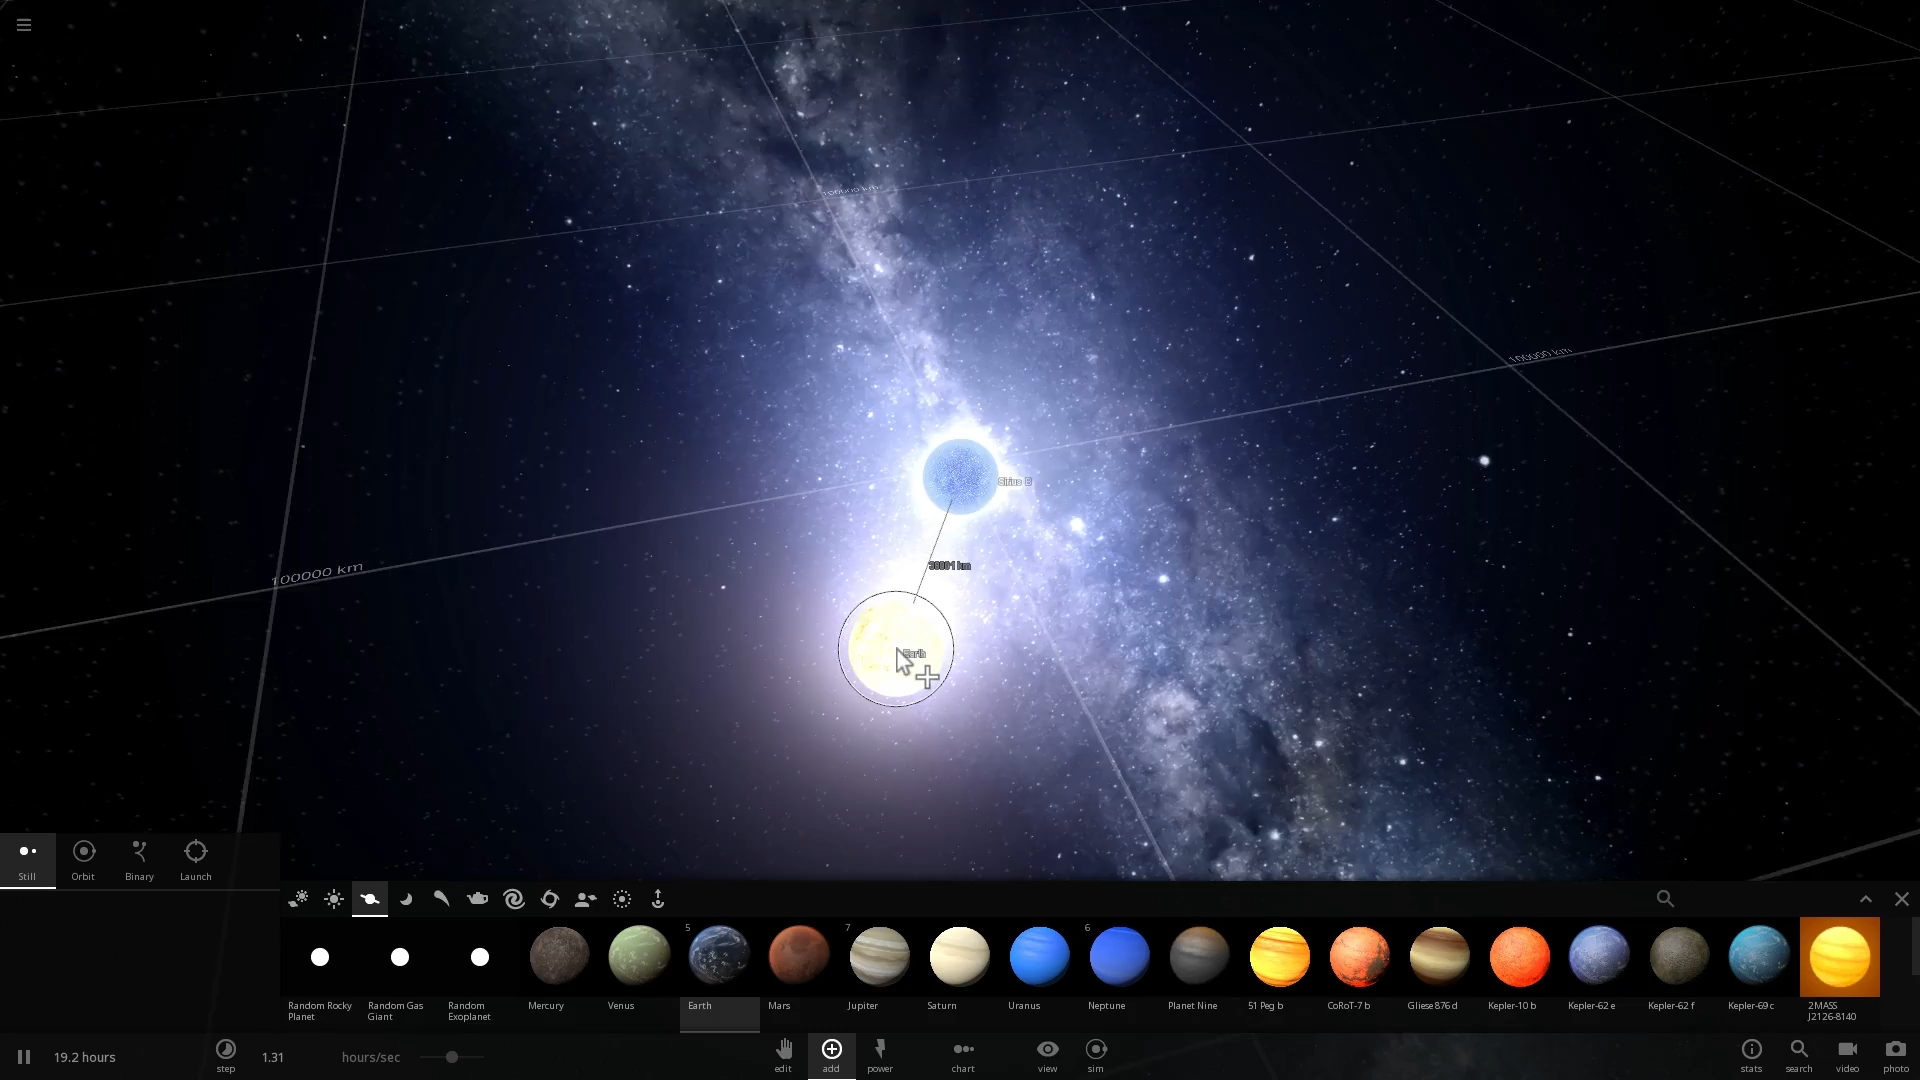 100000 km
100000 km
Sirius B
100000 km
Earth
Still
Orbit
Binary
Launch
5
7
6
Random Rocky
Planet
Random Gas
Giant
Random
Exoplanet
Mercury
Venus
Earth
Mars
Jupiter
Saturn
Uranus
Neptune
Planet Nine
51 Peg b
CoRoT-7 b
Gliese 876 d
Kepler-10 b
Kepler-62 e
Kepler-62 f
Kepler-69 c
2MASS
J2126-8140
19.2 hours
step
1.31
hours/sec
edit
add
power
chart
view
sim
stats
search
video
photo